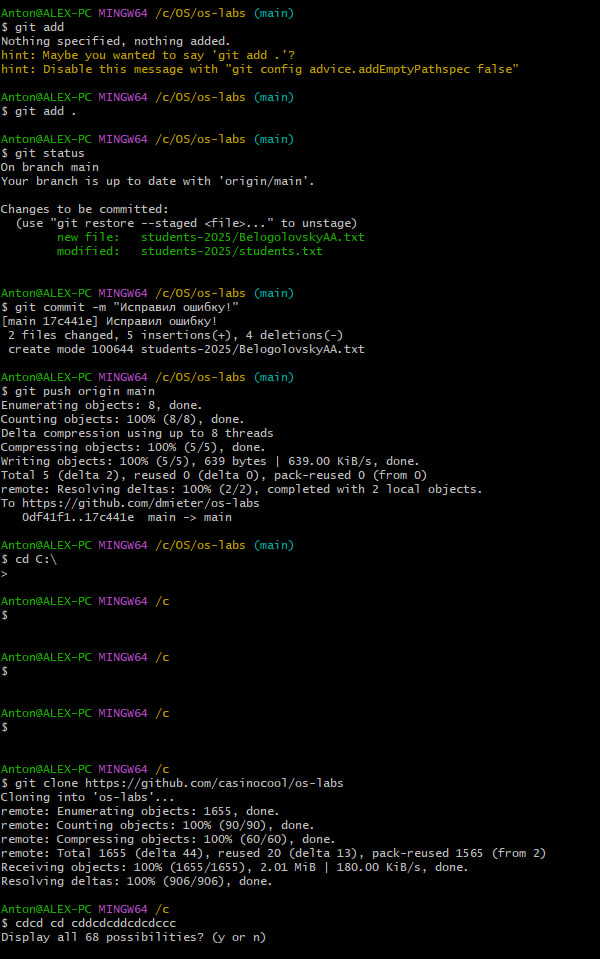 Anton@ALEX-PC MINGW64 /c/OS/os-labs (main)
$ git add
Nothing specified, nothing added.
hint: Maybe you wanted to say 'git add .'?
hint: Disable this message with "git config advice.addEmptyPathspec false"
Anton@ALEX-PC MINGW64 /c/OS/os-labs (main)
$ git add .
Anton@ALEX-PC MINGW64 /c/OS/os-labs (main)
$ git status
On branch main
Your branch is up to date with 'origin/main'.
Changes to be committed:
  (use "git restore --staged <file>..." to unstage)
        new file:   students-2025/BelogolovskyAA.txt
        modified:   students-2025/students.txt
Anton@ALEX-PC MINGW64 /c/OS/os-labs (main)
$ git commit -m "Исправил ошибку!"
[main 17c441e] Исправил ошибку!
 2 files changed, 5 insertions(+), 4 deletions(-)
 create mode 100644 students-2025/BelogolovskyAA.txt
Anton@ALEX-PC MINGW64 /c/OS/os-labs (main)
$ git push origin main
Enumerating objects: 8, done.
Counting objects: 100% (8/8), done.
Delta compression using up to 8 threads
Compressing objects: 100% (5/5), done.
Writing objects: 100% (5/5), 639 bytes | 639.00 KiB/s, done.
Total 5 (delta 2), reused 0 (delta 0), pack-reused 0 (from 0)
remote: Resolving deltas: 100% (2/2), completed with 2 local objects.
To https://github.com/dmieter/os-labs
   0df41f1..17c441e  main -> main
Anton@ALEX-PC MINGW64 /c/OS/os-labs (main)
$ cd C:\
>
Anton@ALEX-PC MINGW64 /c
$
Anton@ALEX-PC MINGW64 /c
$
Anton@ALEX-PC MINGW64 /c
$
Anton@ALEX-PC MINGW64 /c
$ git clone https://github.com/casinocool/os-labs
Cloning into 'os-labs'...
remote: Enumerating objects: 1655, done.
remote: Counting objects: 100% (90/90), done.
remote: Compressing objects: 100% (60/60), done.
remote: Total 1655 (delta 44), reused 20 (delta 13), pack-reused 1565 (from 2)
Receiving objects: 100% (1655/1655), 2.01 MiB | 180.00 KiB/s, done.
Resolving deltas: 100% (906/906), done.
Anton@ALEX-PC MINGW64 /c
$ cdcd cd cddcdcddcdcdccc
Display all 68 possibilities? (y or n)